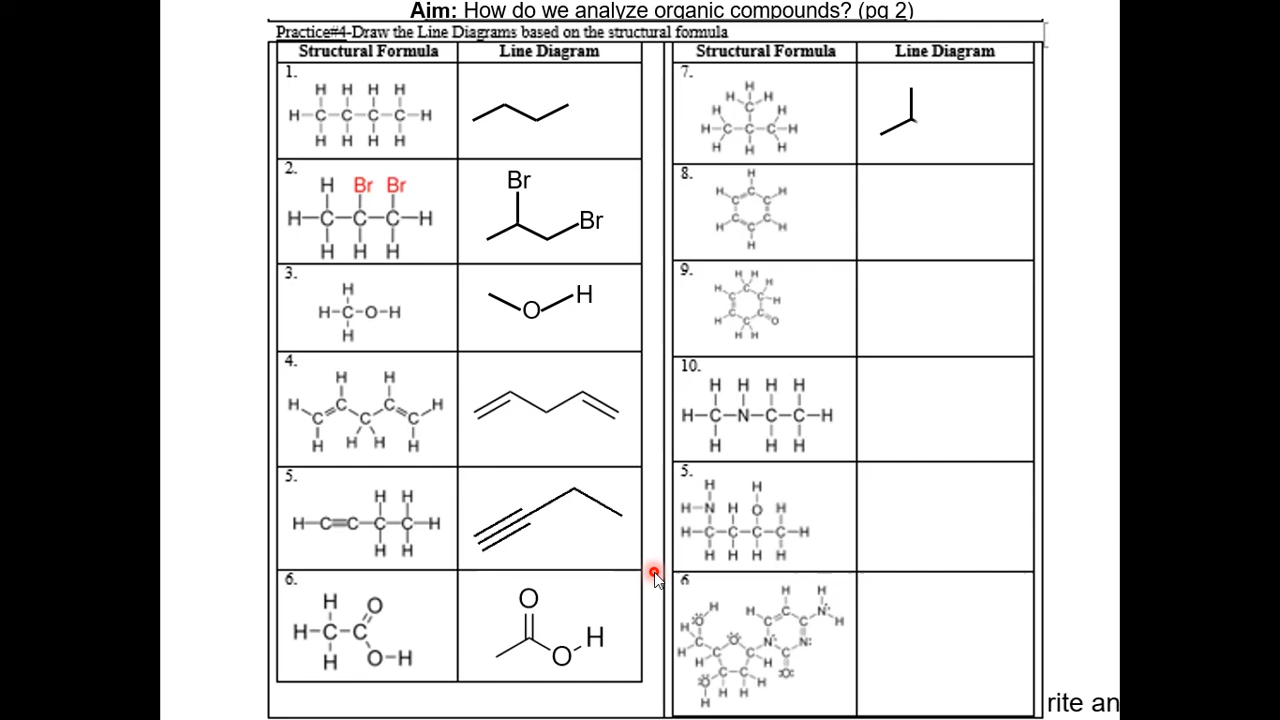 Aim: How do we analyze organic compounds? (pg 2)
Practice#4-Draw the Line Diagrams based on the structural formula
Structural Formula Line Diagram
1.
H H H H
H-C-C-C-C-H
H H H H
2.
H Br Br
H-C-C-C-H
H H H
Br
Br
3.
H
H-C-O-H
H
O H
4.
H H
H C C H
C C C
H H H H
5.
H H
H-C≡C-C-C-H
H H
6.
H O
H-C-C
H O-H
O
O H
Structural Formula Line Diagram
7.
H
H C H
H H
H-C-C-C-H
H H H
8.
H
H C H
C C
C C
H C H
H
9.
H H
H C H
C C H
C C O
H C
H H
10.
H H H H
H-C-N-C-C-H
H H H
5.
H H
H-N H O H
H-C-C-C-C-H
H H H H
6
H H
H O H C N H
H C C C
H C O N N
C C C H C
H C C H O
O H H H
H
rite an